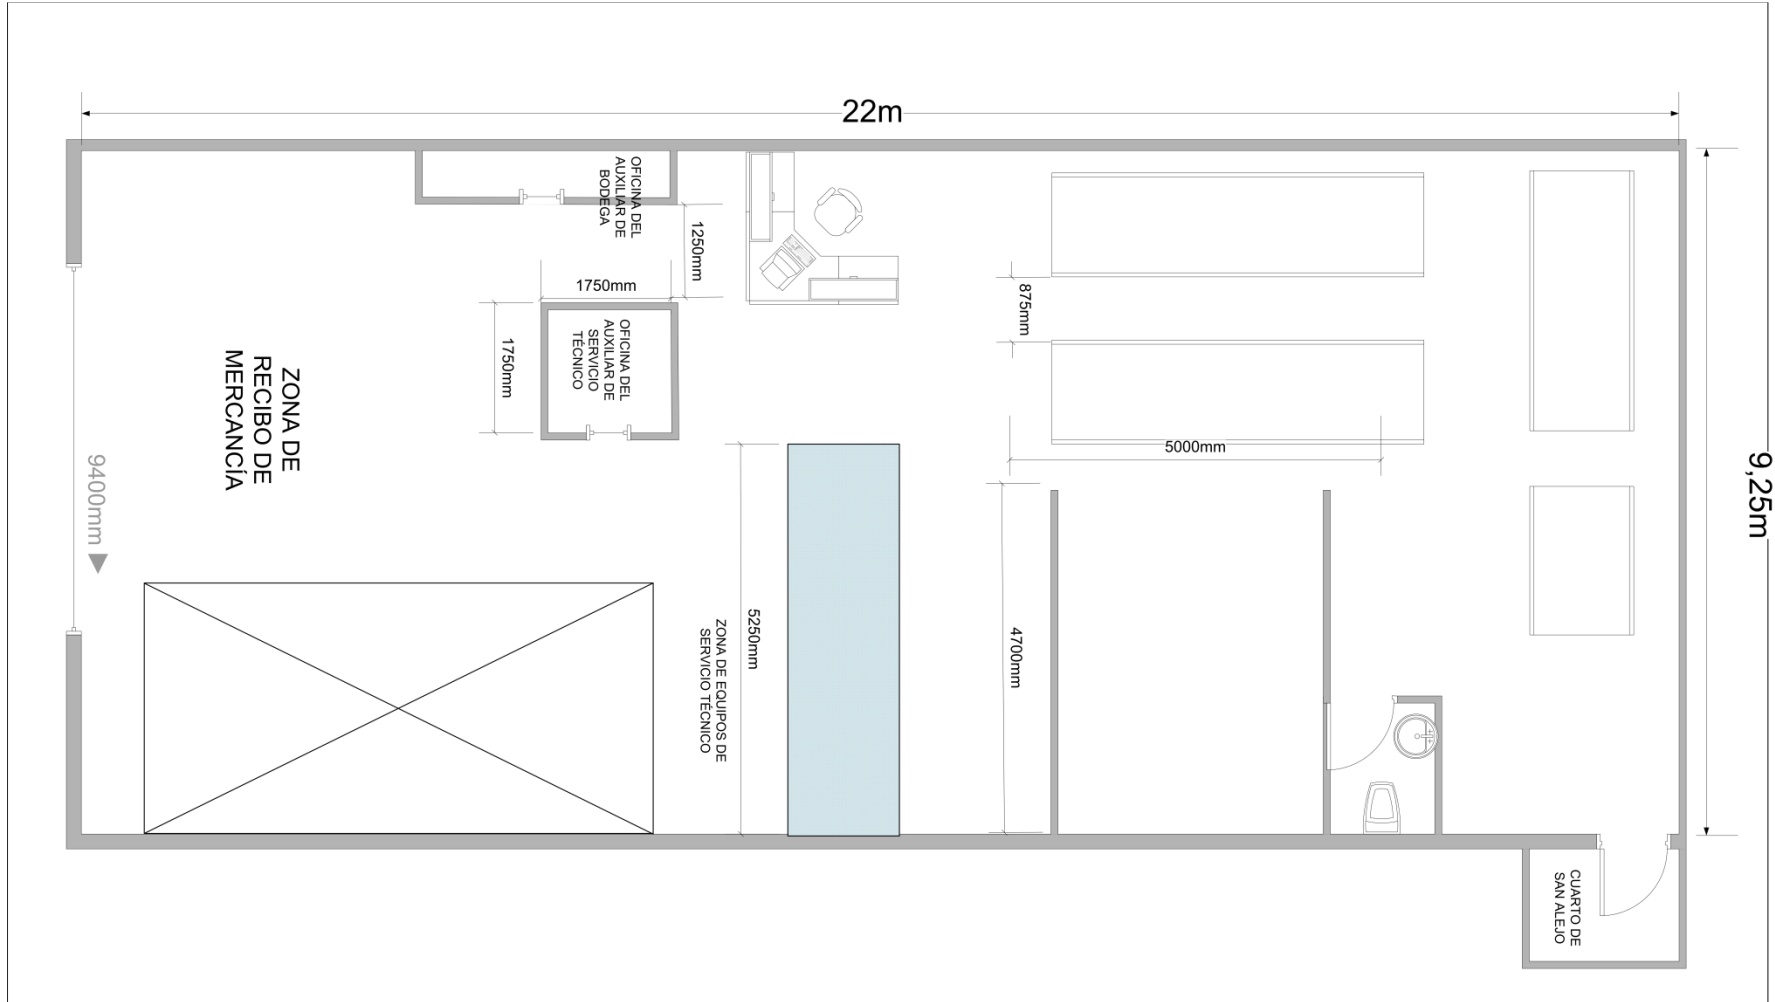 22m
OFICINA DEL
AUXILIAR DE
BODEGA
1250mm
1750mm
OFICINA DEL
AUXILIAR DE
SERVICIO
TÉCNICO
1750mm
875mm
ZONA DE
RECIBO DE
MERCANCÍA
9400mm
5000mm
9,25m
ZONA DE EQUIPOS DE
SERVICIO TÉCNICO
5250mm
4700mm
CUARTO DE
SAN ALEJO